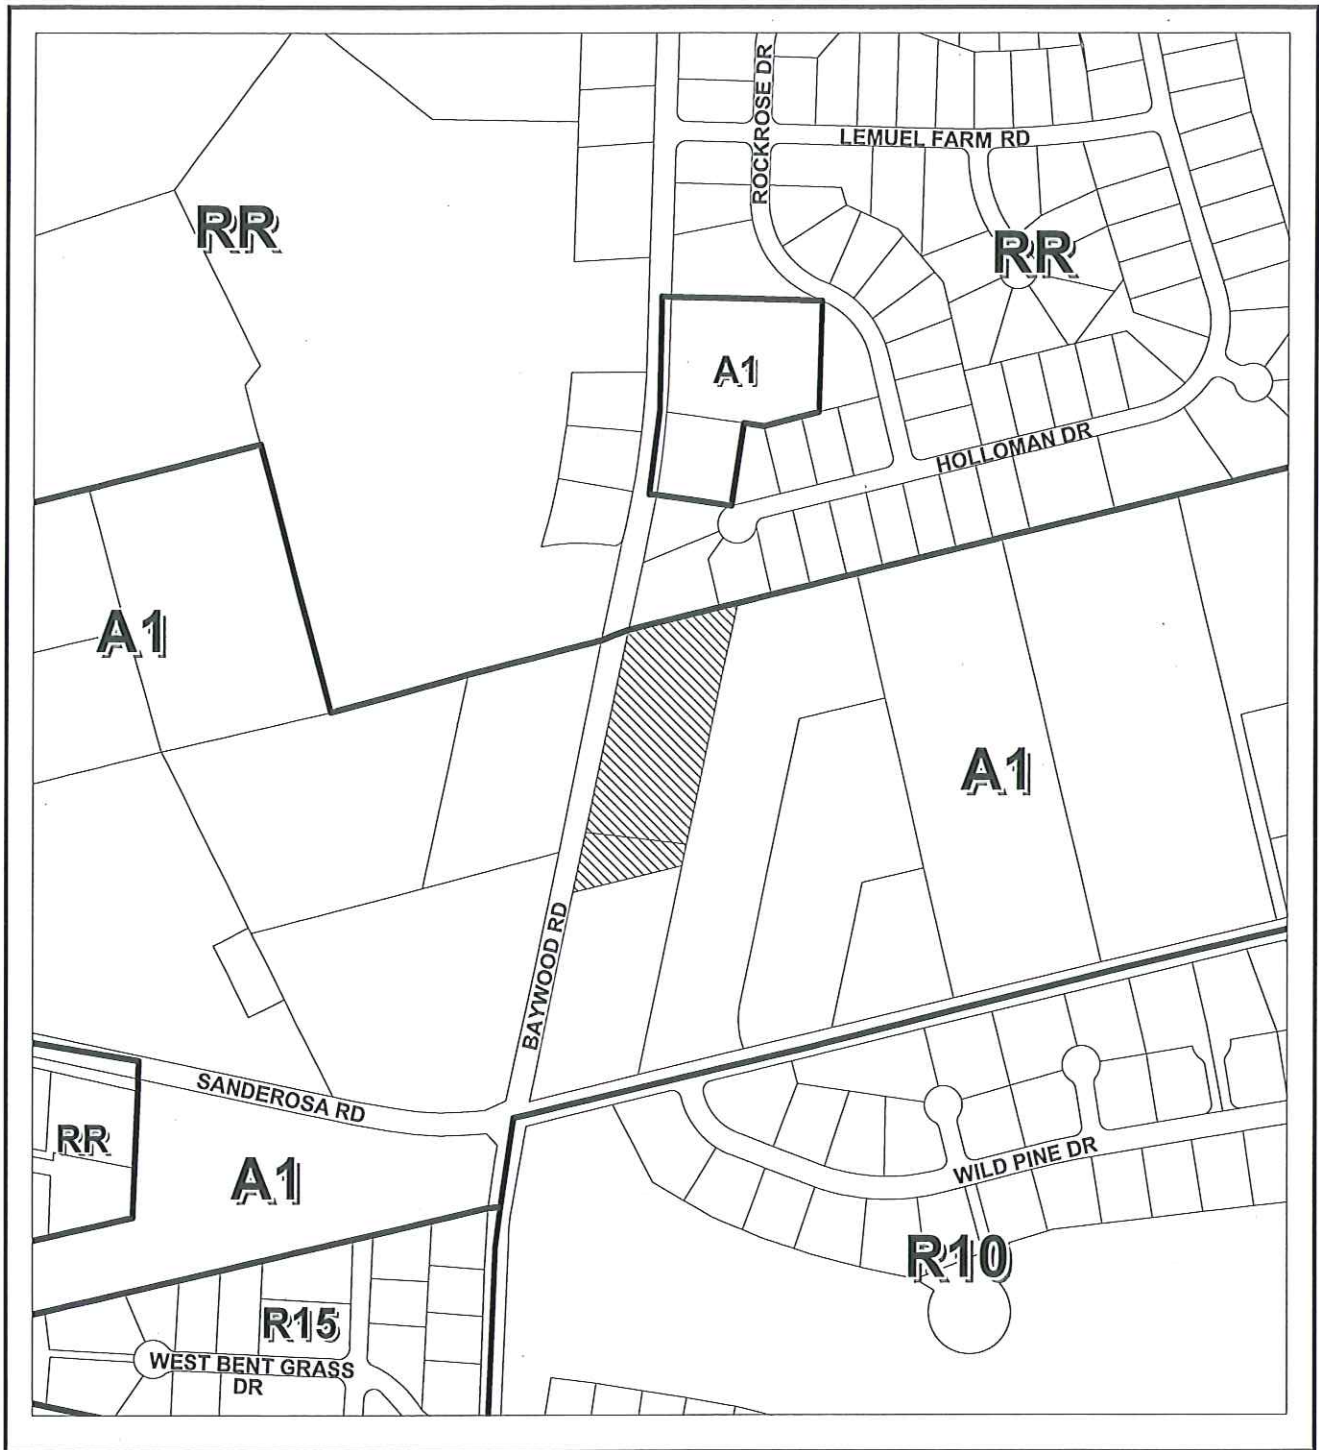 ROCKROSE DR
LEMUEL FARM RD
RR
RR
A1
HOLLOMAN DR
A1
A1
BAYWOOD RD
SANDEROSA RD
RR
A1
WILD PINE DR
R10
R15
WEST BENT GRASS
DR